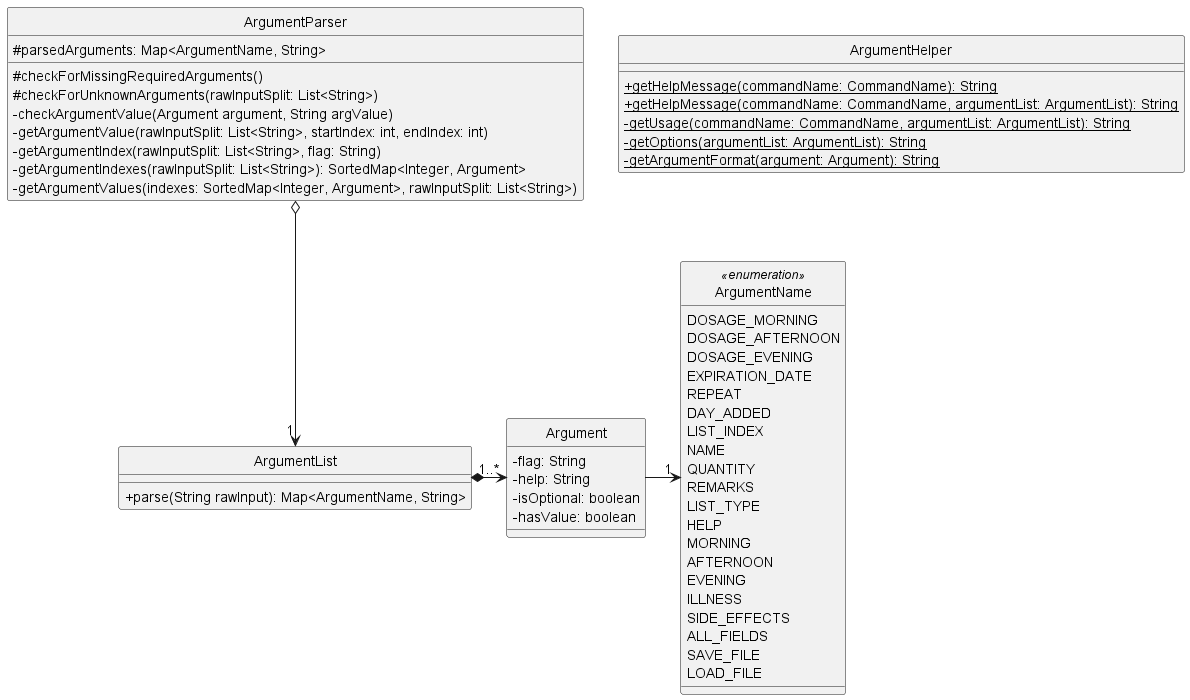 ArgumentParser
#parsedArguments: Map<ArgumentName, String>
#checkForMissingRequiredArguments()
#checkForUnknownArguments(rawInputSplit: List<String>)
-checkArgumentValue(Argument argument, String argValue)
-getArgumentValue(rawInputSplit: List<String>, startIndex: int, endIndex: int)
-getArgumentIndex(rawInputSplit: List<String>, flag: String)
-getArgumentIndexes(rawInputSplit: List<String>): SortedMap<Integer, Argument>
-getArgumentValues(indexes: SortedMap<Integer, Argument>, rawInputSplit: List<String>)
ArgumentHelper
+getHelpMessage(commandName: CommandName): String
+getHelpMessage(commandName: CommandName, argumentList: ArgumentList): String
-getUsage(commandName: CommandName, argumentList: ArgumentList): String
-getOptions(argumentList: ArgumentList): String
-getArgumentFormat(argument: Argument): String
1
ArgumentList
+parse(String rawInput): Map<ArgumentName, String>
1..*
Argument
-flag: String
-help: String
-isOptional: boolean
-hasValue: boolean
1
«enumeration»
ArgumentName
DOSAGE_MORNING
DOSAGE_AFTERNOON
DOSAGE_EVENING
EXPIRATION_DATE
REPEAT
DAY_ADDED
LIST_INDEX
NAME
QUANTITY
REMARKS
LIST_TYPE
HELP
MORNING
AFTERNOON
EVENING
ILLNESS
SIDE_EFFECTS
ALL_FIELDS
SAVE_FILE
LOAD_FILE